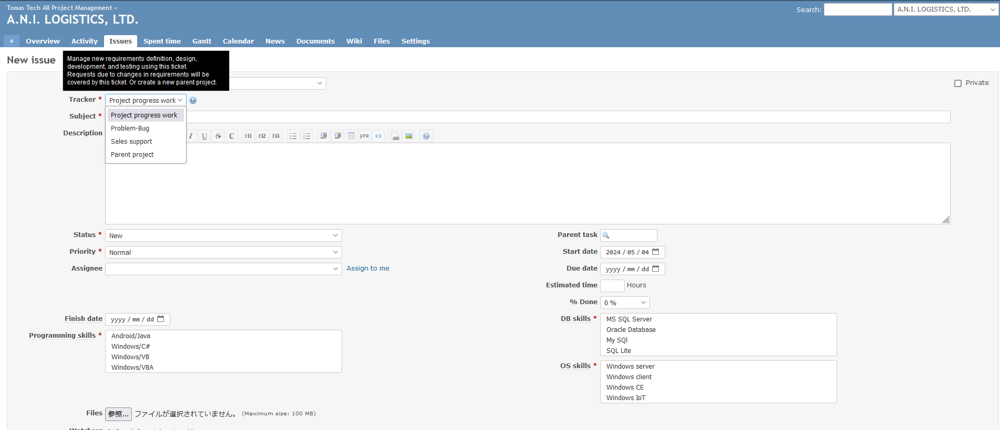 Tomas Tech All Project Management »
A.N.I. LOGISTICS, LTD.
Search:
A.N.I. LOGISTICS, LTD.
+ Overview Activity Issues Spent time Gantt Calendar News Documents Wiki Files Settings
New issue
Manage new requirements definition, design,
development, and testing using this ticket.
Requests due to changes in requirements will be
covered by this ticket. Or create a new parent project.
Private
Tracker * Project progress work
Project progress work
Problem-Bug
Sales support
Parent project
Subject *
Description
I U S C H1 H2 H3 pre <>
Status * New
Priority * Normal
Assignee Assign to me
Parent task
Start date 2024 / 05 / 04
Due date yyyy / mm / dd
Estimated time Hours
% Done 0 %
Finish date yyyy / mm / dd
Programming skills *
Android/Java
Windows/C#
Windows/VB
Windows/VBA
DB skills *
MS SQL Server
Oracle Database
My SQl
SQL Lite
OS skills *
Windows server
Windows client
Windows CE
Windows IoT
Files 参照... ファイルが選択されていません。 (Maximum size: 100 MB)